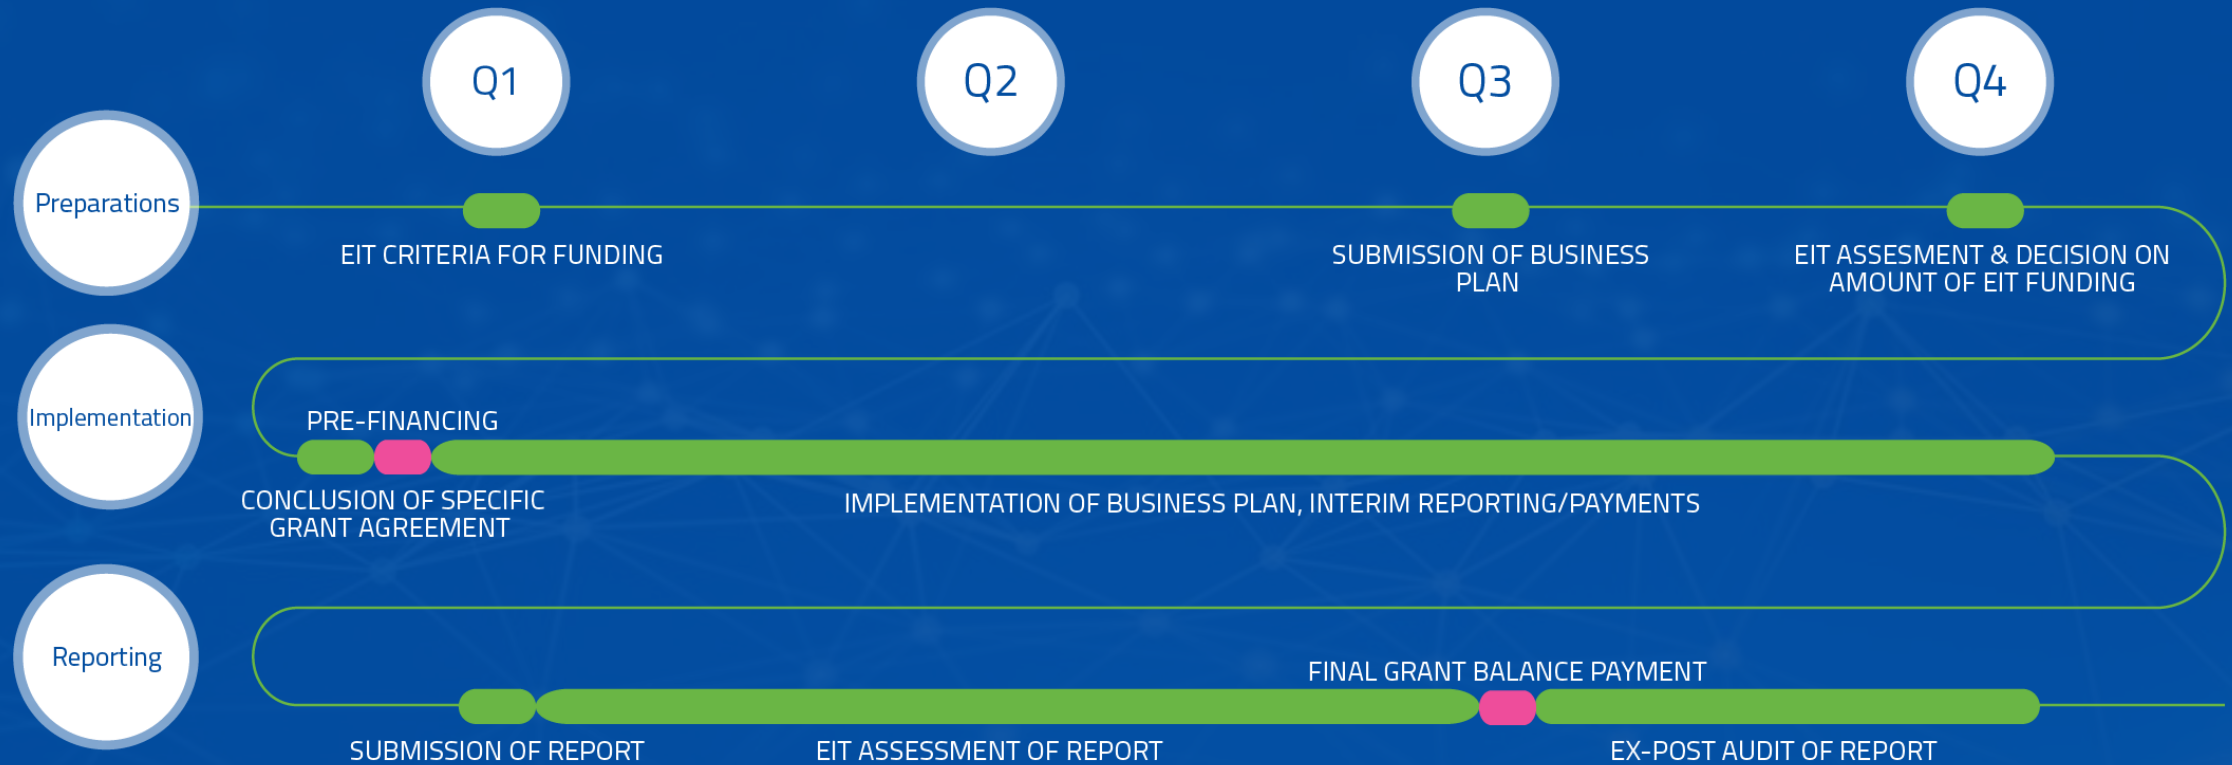 Q1
Q2
Q3
Q4
Preparations
EIT CRITERIA FOR FUNDING
SUBMISSION OF BUSINESS
PLAN
EIT ASSESMENT & DECISION ON
AMOUNT OF EIT FUNDING
Implementation
PRE-FINANCING
CONCLUSION OF SPECIFIC
GRANT AGREEMENT
IMPLEMENTATION OF BUSINESS PLAN, INTERIM REPORTING/PAYMENTS
Reporting
FINAL GRANT BALANCE PAYMENT
SUBMISSION OF REPORT
EIT ASSESSMENT OF REPORT
EX-POST AUDIT OF REPORT